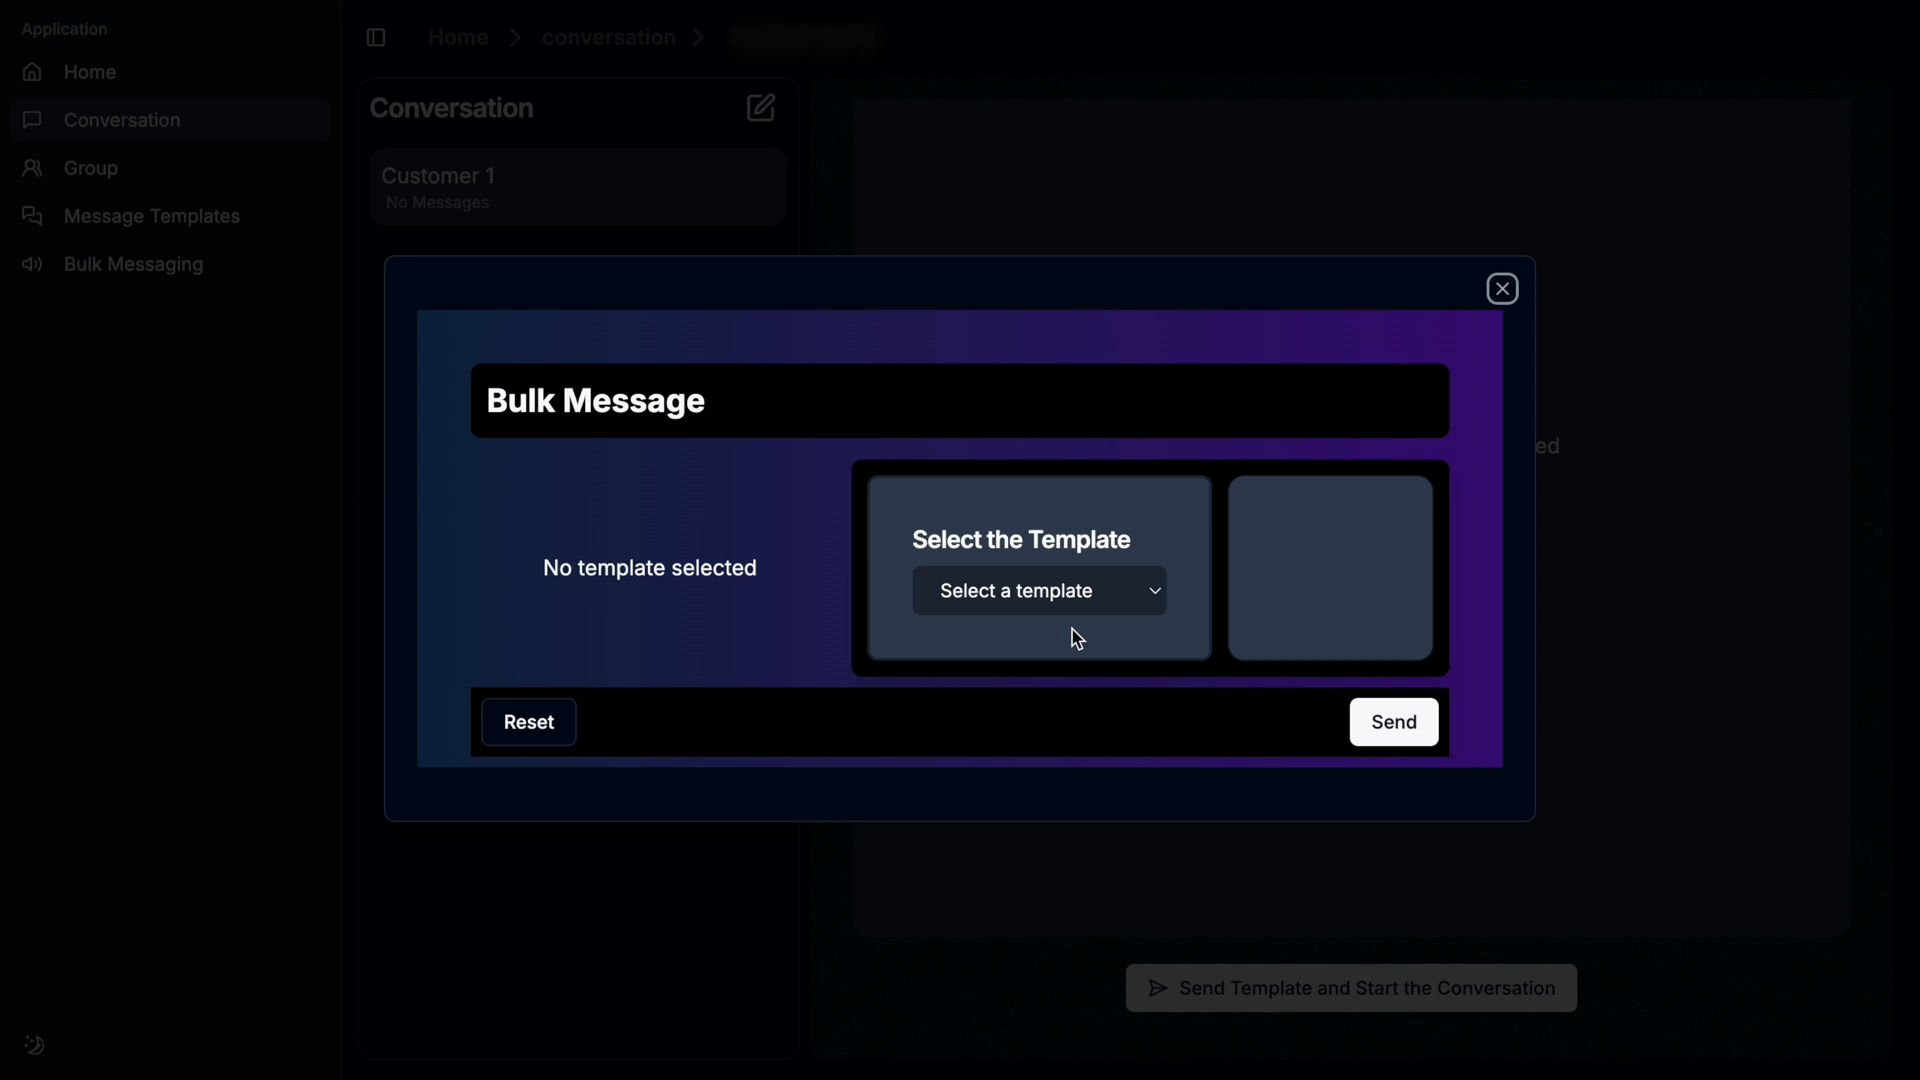 Application
Home
Conversation
Group
Message Templates
Bulk Messaging
Home
conversation
Conversation
Customer 1
No Messages
ed
Bulk Message
No template selected
Select the Template
Select a template
Reset
Send
Send Template and Start the Conversation